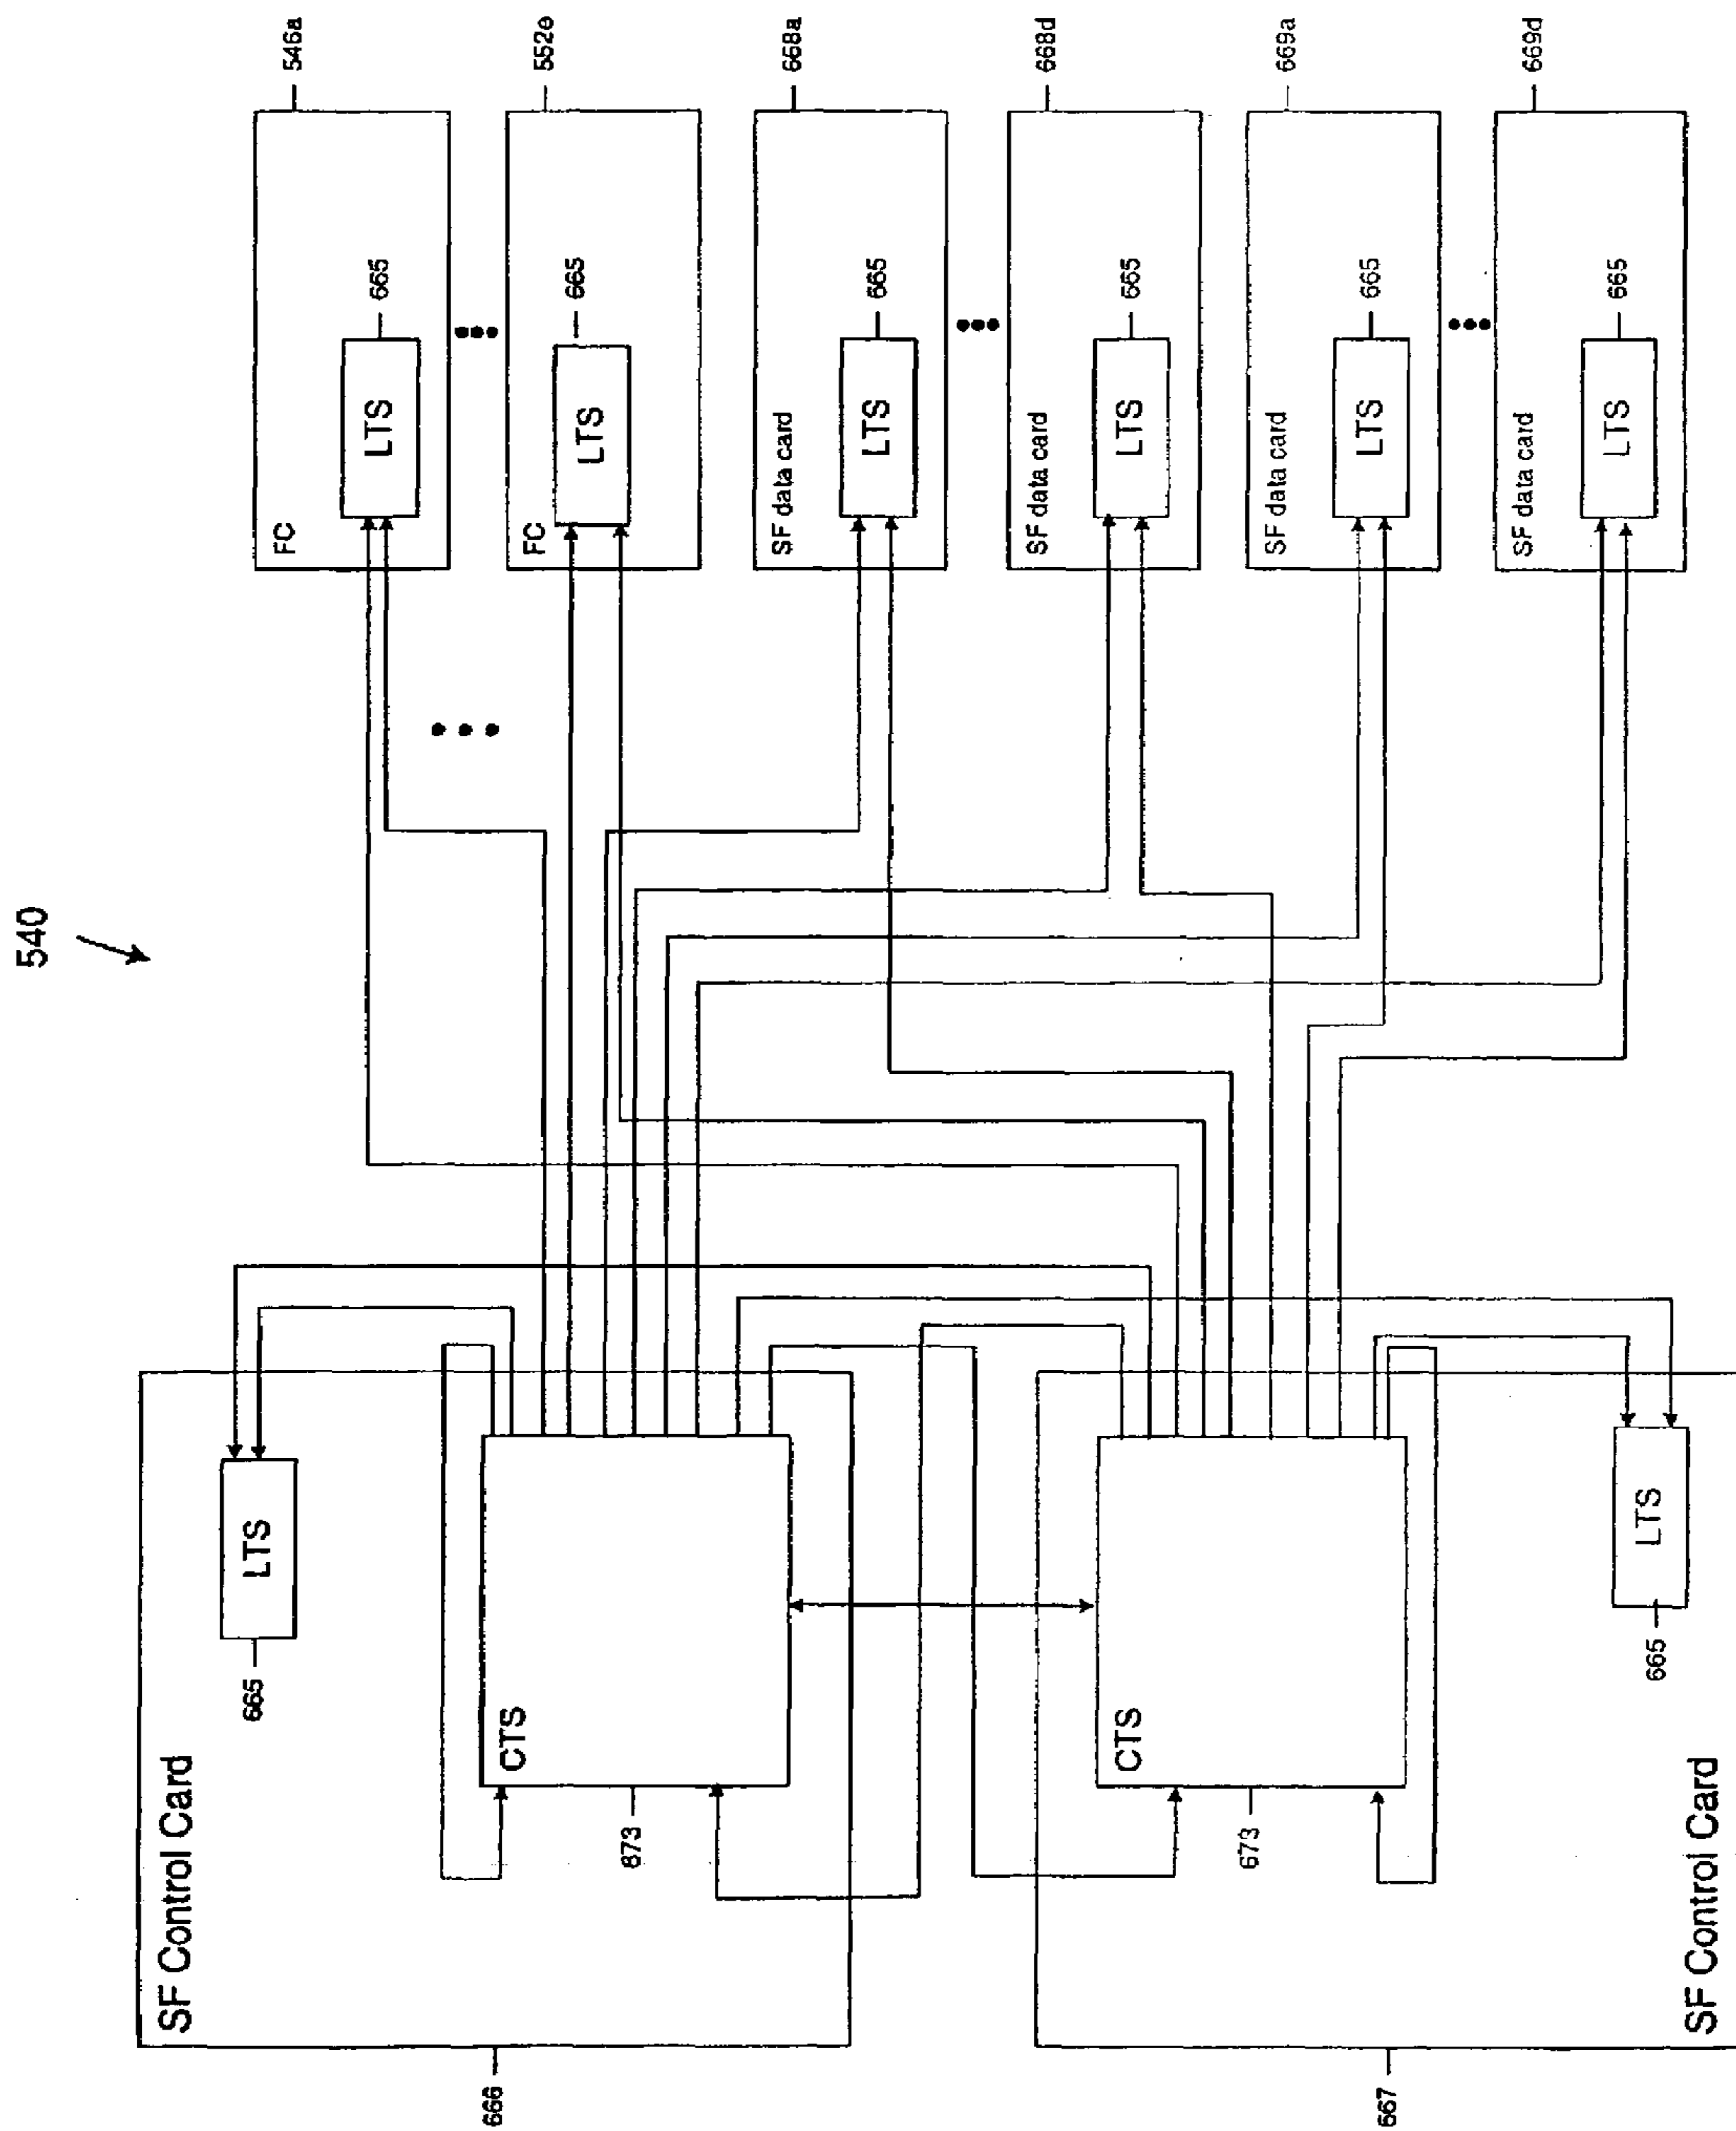 540
SF Control Card
665
LTS
666
CTS
873
FC
546a
LTS
665
FC
552e
LTS
665
SF data card
668a
LTS
665
SF data card
668d
LTS
665
SF data card
669a
LTS
665
SF data card
669d
LTS
665
CTS
673
667
665
LTS
SF Control Card